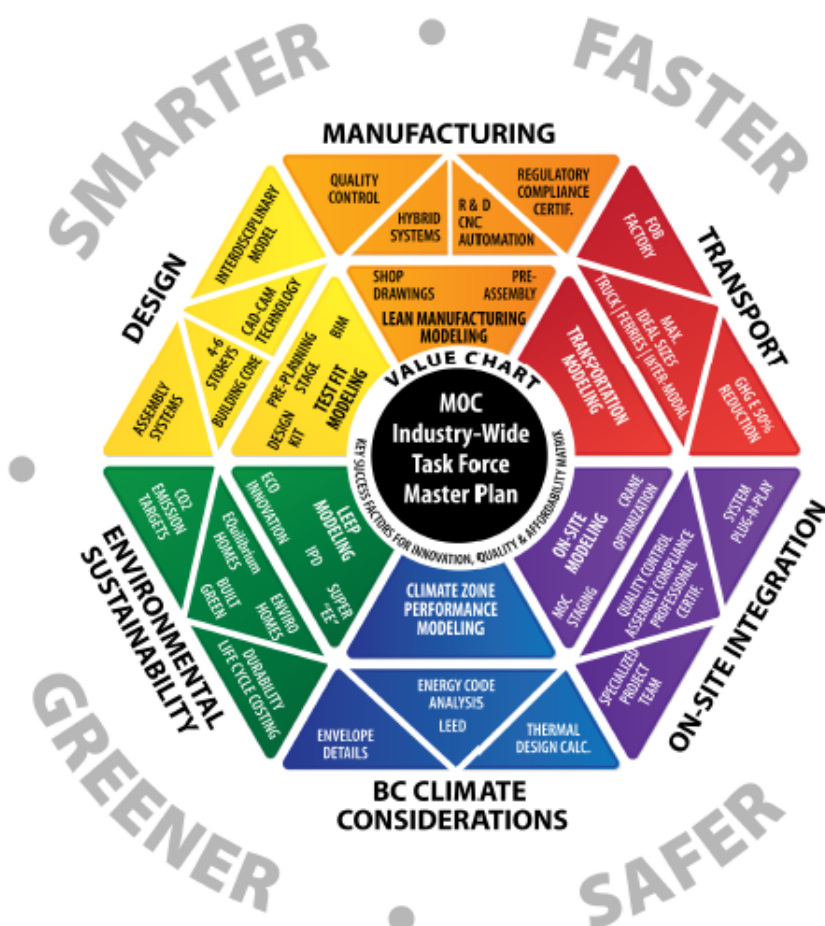 SMARTER
FASTER
MANUFACTURING
QUALITY
CONTROL
HYBRID
SYSTEMS
R & D
CNC
AUTOMATION
REGULATORY
COMPLIANCE
CERTIF.
SHOP
DRAWINGS
PRE-
ASSEMBLY
LEAN MANUFACTURING
MODELING
DESIGN
INTERDISCIPLINARY
MODEL
CAD-CAM
TECHNOLOGY
4-6
STOREYS
BUILDING CODE
ASSEMBLY
SYSTEMS
BIM
PRE-PLANNING
STAGE
TEST FIT
MODELING
DESIGN
KIT
TRANSPORT
FOB
FACTORY
MAX.
IDEAL SIZES
TRUCK | FERRIES | INTER-MODAL
GHG E 50%
REDUCTION
TRANSPORTATION
MODELING
VALUE CHART
MOC
Industry-Wide
Task Force
Master Plan
KEY SUCCESS FACTORS FOR INNOVATION, QUALITY & AFFORDABILITY MATRIX
ENVIRONMENTAL
SUSTAINABILITY
CO2
EMISSION
TARGETS
EQuilibrium
HOMES
BUILT
GREEN
ENVIRO
HOMES
DURABILITY
LIFE CYCLE COSTING
ECO
INNOVATION
LEEP
MODELING
IPD
SUPER
"EE"
ON-SITE INTEGRATION
CRANE
OPTIMIZATION
ON-SITE MODELING
MOC
STAGING
SYSTEM
PLUG-N-PLAY
QUALITY CONTROL
ASSEMBLY COMPLIANCE
PROFESSIONAL
CERTIF.
SPECIALIZED
PROJECT
TEAM
CLIMATE ZONE
PERFORMANCE
MODELING
ENERGY CODE
ANALYSIS
LEED
ENVELOPE
DETAILS
THERMAL
DESIGN CALC.
BC CLIMATE
CONSIDERATIONS
GREENER
SAFER